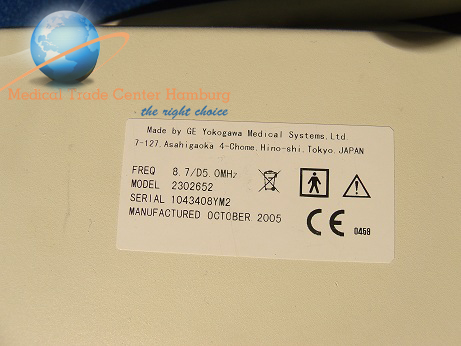 Medical Trade Center Hamburg
the right choice
Made by GE Yokogawa Medical Systems.Ltd.
7-127.Asahigaoka 4-Chome.Hino-shi.Tokyo.JAPAN
FREQ 8.7/D5.0MHz
MODEL 2302652
SERIAL 1043408YM2
MANUFACTURED OCTOBER 2005
CE 0459